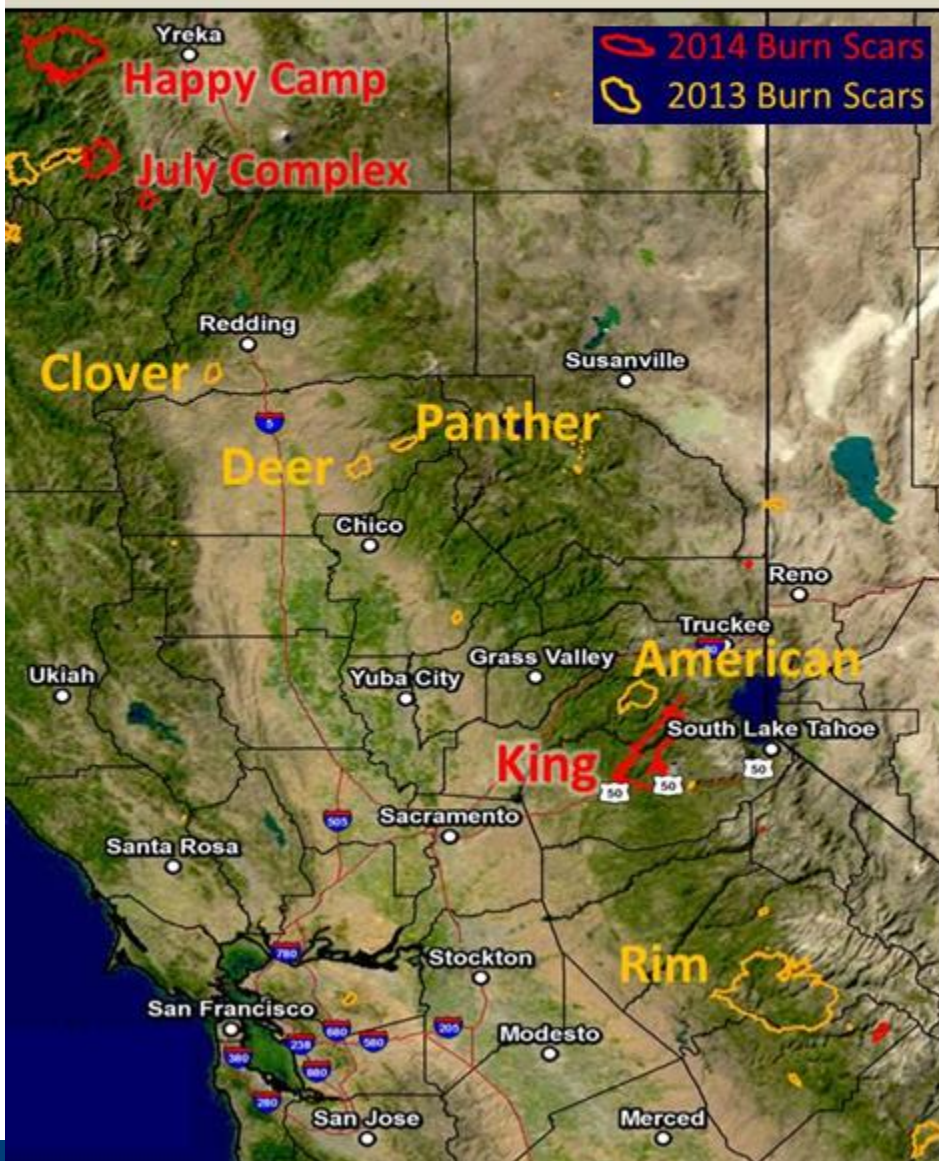 Yreka
2014 Burn Scars
2013 Burn Scars
Happy Camp
July Complex
Redding
Susanville
Clover
Panther
5
Deer
Chico
Reno
Truckee
80
American
Grass Valley
Ukiah
Yuba City
South Lake Tahoe
King
50
50
50
505
Sacramento
Santa Rosa
780
Stockton
Rim
San Francisco
680
205
238
580
Modesto
380
880
280
San Jose
Merced